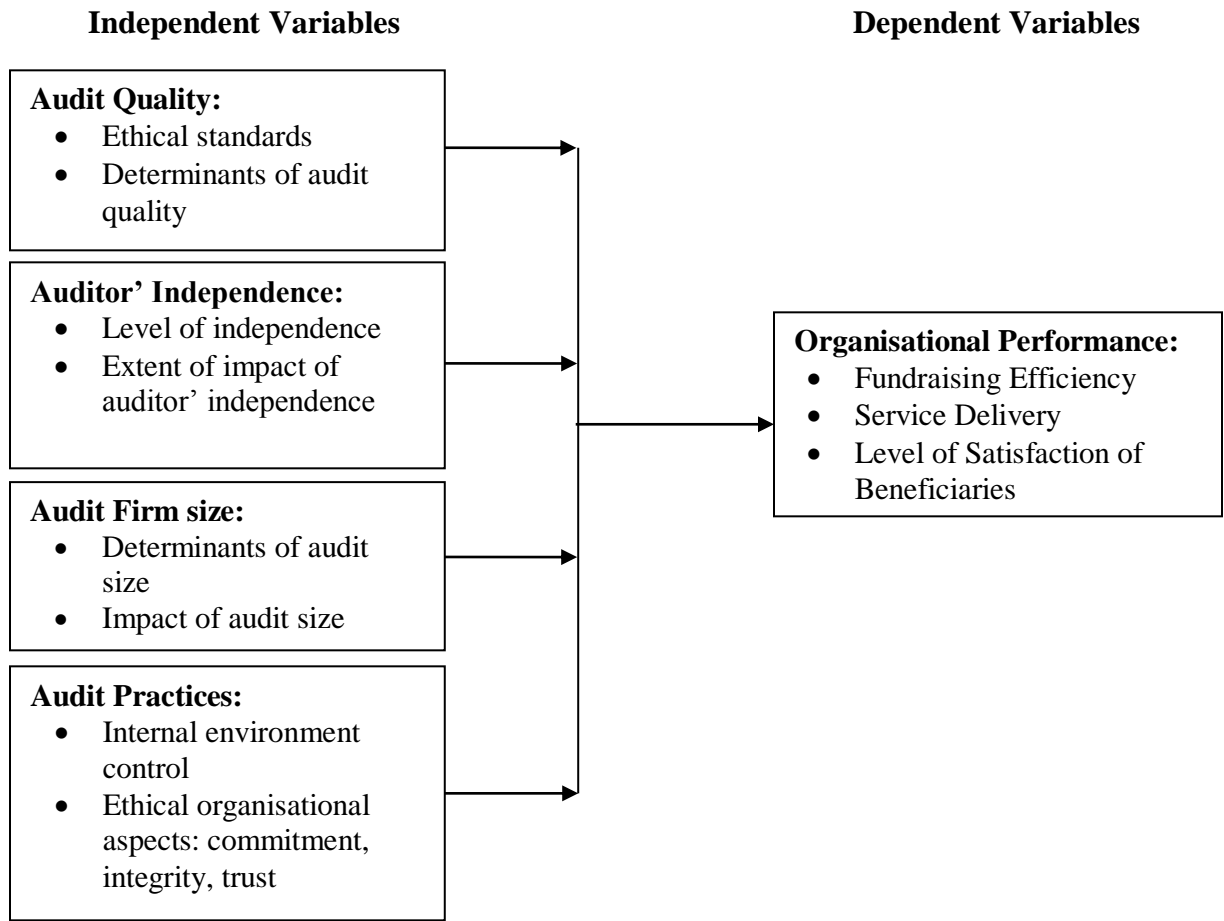 Independent Variables
Dependent Variables
Audit Quality:
• Ethical standards
• Determinants of audit
quality
Auditor’ Independence:
• Level of independence
• Extent of impact of
auditor’ independence
Audit Firm size:
• Determinants of audit
size
• Impact of audit size
Audit Practices:
• Internal environment
control
• Ethical organisational
aspects: commitment,
integrity, trust
Organisational Performance:
• Fundraising Efficiency
• Service Delivery
• Level of Satisfaction of
Beneficiaries